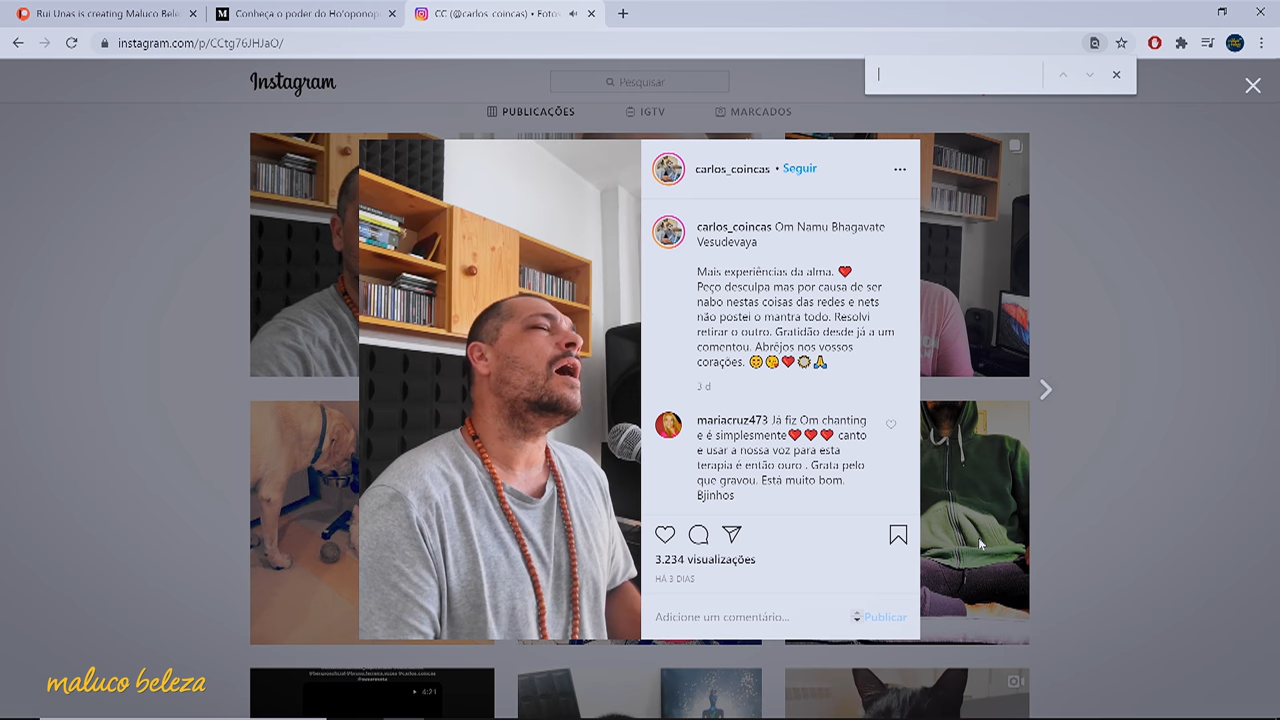 Rui Unas is creating Maluco Bele
Conheça o poder do Ho'oponop
CC (@carlos_coincas) • Fotos
instagram.com/p/CCtg76JHJaO/
Instagram
Pesquisar
PUBLICAÇÕES IGTV MARCADOS
carlos_coincas • Seguir
carlos_coincas Om Namu Bhagavate
Vesudevaya
Mais experiências da alma. ❤️
Peço desculpa mas por causa de ser
nabo nestas coisas das redes e nets
não postei o mantra todo. Resolvi
retirar o outro. Gratidão desde já a um
comentou. Abrêjos nos vossos
corações.
3 d
mariacruz473 Já fiz Om chanting
e é simplesmente❤️❤️❤️ canto
e usar a nossa voz para esta
terapia é então ouro . Grata pelo
que gravou. Está muito bom.
Bjinhos
3.234 visualizações
HÁ 3 DIAS
Adicione um comentário... Publicar
maluco beleza
4:21